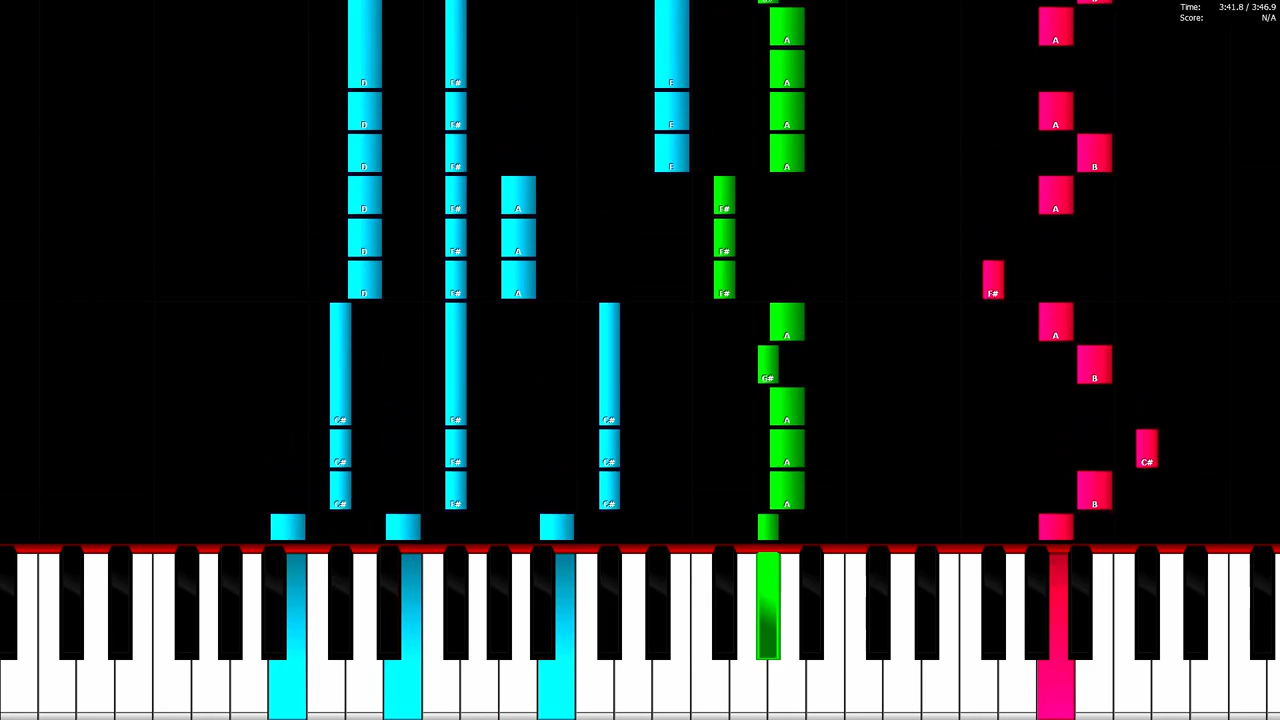 Time: 3:41.8 / 3:46.9
Score: N/A
A A
D F# E A
D F# E A A
D F# E A B
D F# A F# A
D F# A F#
D F# A F# F#
A A
G# B
C# F# C# A
C# F# C# A C#
C# F# C# A B